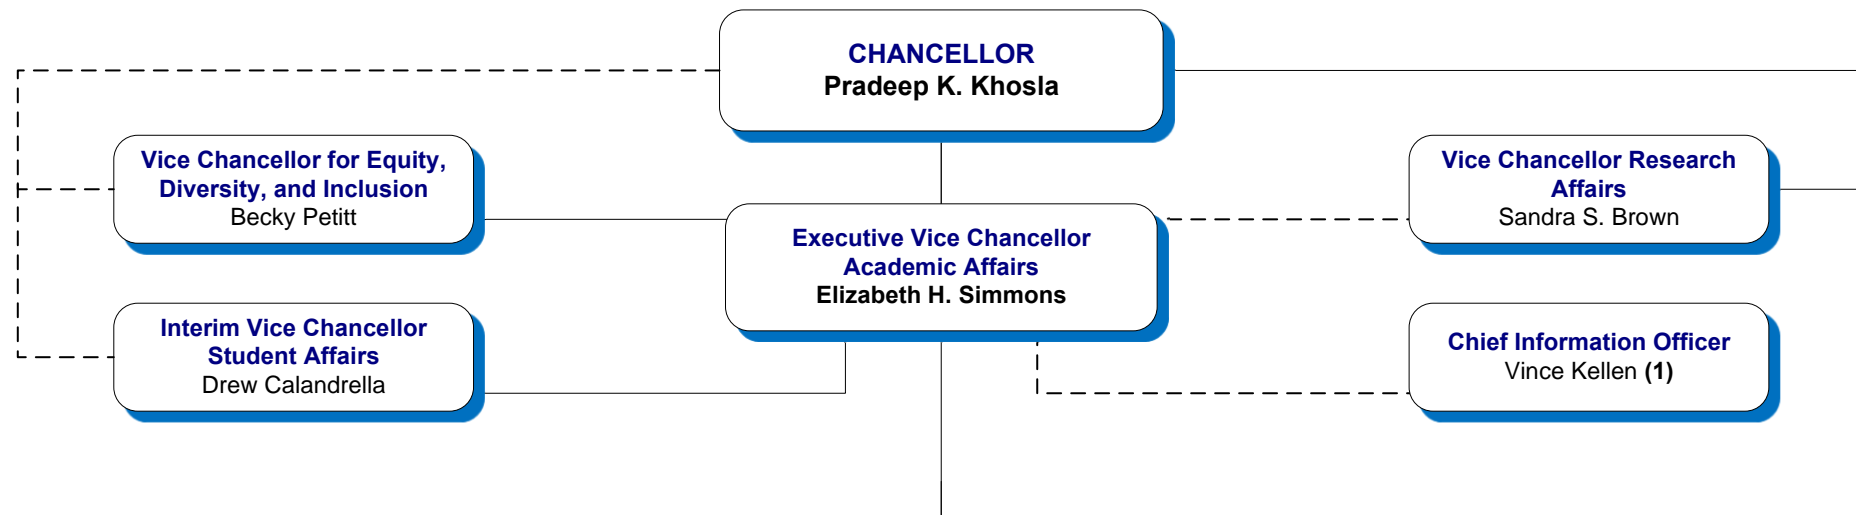 CHANCELLOR
Pradeep K. Khosla
Vice Chancellor for Equity,
Diversity, and Inclusion
Becky Petitt
Vice Chancellor Research
Affairs
Sandra S. Brown
Executive Vice Chancellor
Academic Affairs
Elizabeth H. Simmons
Interim Vice Chancellor
Student Affairs
Drew Calandrella
Chief Information Officer
Vince Kellen (1)